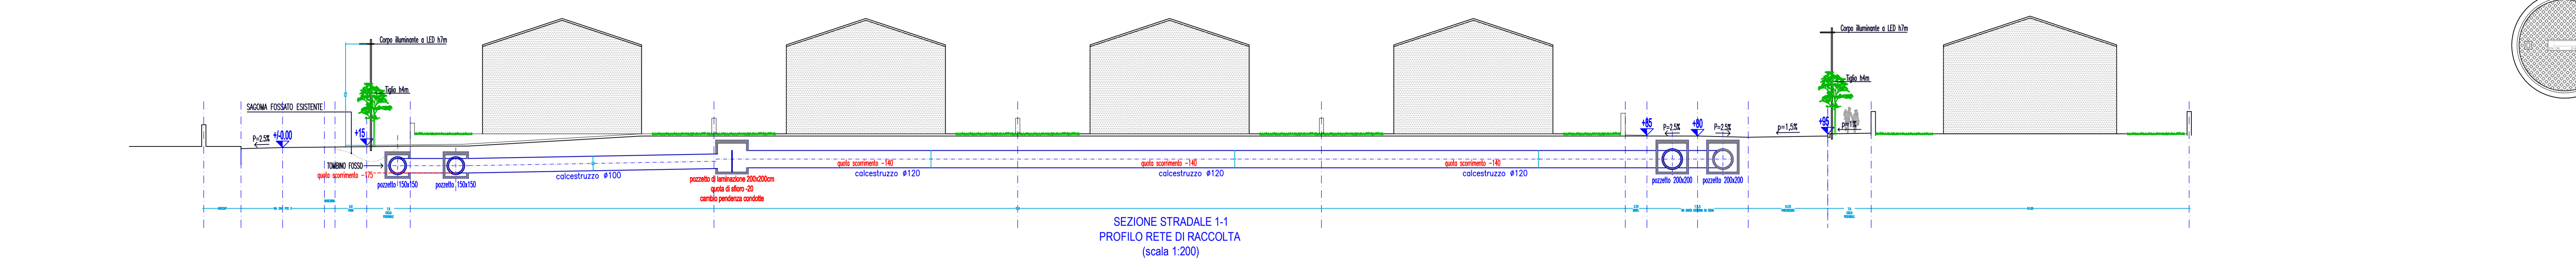 Corpo illuminante a LED h7m
Corpo illuminante a LED h7m
Tiglio h4m
Tiglio h4m
SAGOMA FOSSATO ESISTENTE
P=2.5%
+/-0.00
+15
+85
P=2.5%
+80
P=2.5%
p=1,5%
+95
p=1%
TOMBINO FOSSO
quota scorrimento -175
pozzetto 150x150
pozzetto 150x150
calcestruzzo ø100
pozzetto di laminazione 200x200cm
quota di sfioro -20
cambio pendenza condotte
quota scorrimento -140
calcestruzzo ø120
quota scorrimento -140
calcestruzzo ø120
quota scorrimento -140
calcestruzzo ø120
pozzetto 200x200
pozzetto 200x200
SEZIONE STRADALE 1-1
PROFILO RETE DI RACCOLTA
(scala 1:200)